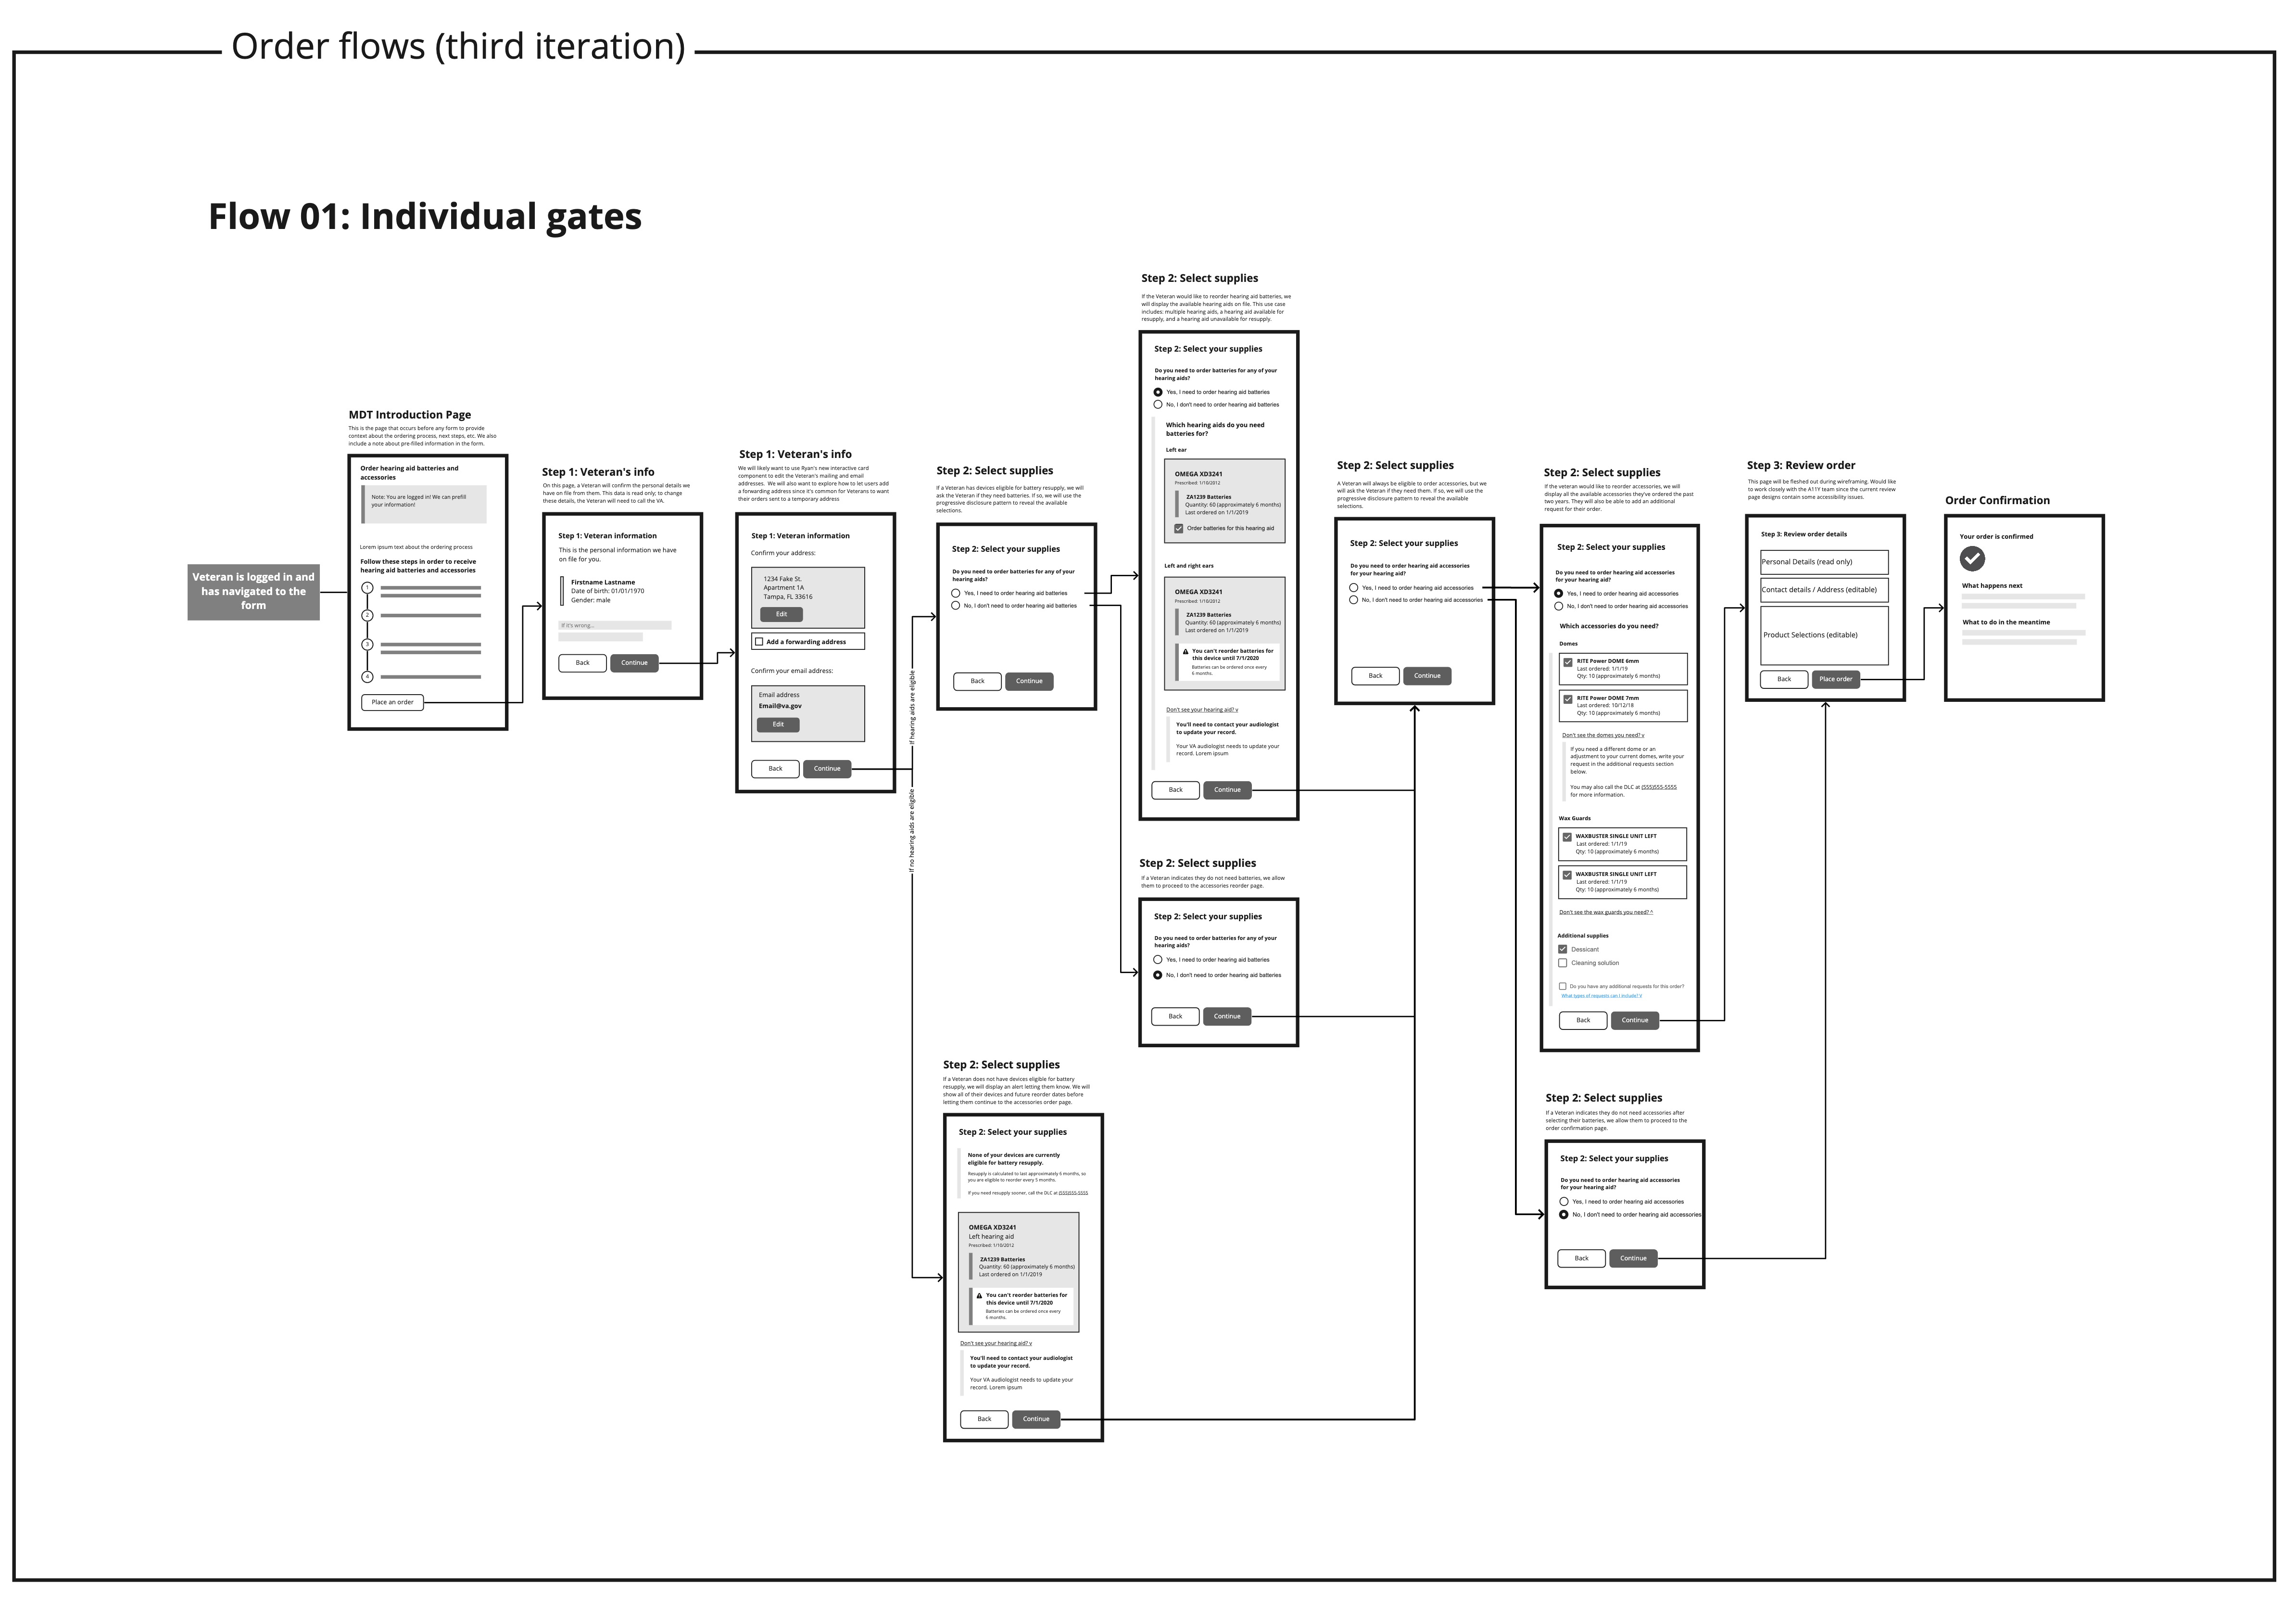 Order flows (third iteration)
Flow 01: Individual gates
Veteran is logged in and
has navigated to the
form
MDT Introduction Page
This is the page that occurs before any form to provide
context about the ordering process, next steps, etc. We also
include a note about pre-filled information in the form.
Order hearing aid batteries and
accessories
Note: You are logged in! We can prefill
your information!
Lorem ipsum text about the ordering process
Follow these steps in order to receive
hearing aid batteries and accessories
1
2
3
4
Place an order
Step 1: Veteran's info
On this page, a Veteran will confirm the personal details we
have on file from them. This data is read only; to change
these details, the Veteran will need to call the VA.
Step 1: Veteran information
This is the personal information we have
on file for you.
Firstname Lastname
Date of birth: 01/01/1970
Gender: male
If it's wrong...
Back
Continue
Step 1: Veteran's info
We will likely want to use Ryan's new interactive card
component to edit the Veteran's mailing and email
addresses.  We will also want to explore how to let users add
a forwarding address since it's common for Veterans to want
their orders sent to a temporary address
Step 1: Veteran information
Confirm your address:
1234 Fake St.
Apartment 1A
Tampa, FL 33616
Edit
Add a forwarding address
Confirm your email address:
Email address
Email@va.gov
Edit
Back
Continue
If hearing aids are eligible
If no hearing aids are eligible
Step 2: Select supplies
If a Veteran has devices eligible for battery resupply, we will
ask the Veteran if they need batteries. If so, we will use the
progressive disclosure pattern to reveal the available
selections.
Step 2: Select your supplies
Do you need to order batteries for any of your
hearing aids?
Yes, I need to order hearing aid batteries
No, I don't need to order hearing aid batteries
Back
Continue
Step 2: Select supplies
If the Veteran would like to reorder hearing aid batteries, we
will display the available hearing aids on file. This use case
includes: multiple hearing aids, a hearing aid available for
resupply, and a hearing aid unavailable for resupply.
Step 2: Select your supplies
Do you need to order batteries for any of your
hearing aids?
Yes, I need to order hearing aid batteries
No, I don't need to order hearing aid batteries
Which hearing aids do you need
batteries for?
Left ear
OMEGA XD3241
Prescribed: 1/10/2012
ZA1239 Batteries
Quantity: 60 (approximately 6 months)
Last ordered on 1/1/2019
Order batteries for this hearing aid
Left and right ears
OMEGA XD3241
Prescribed: 1/10/2012
ZA1239 Batteries
Quantity: 60 (approximately 6 months)
Last ordered on 1/1/2019
You can't reorder batteries for
this device until 7/1/2020
Batteries can be ordered once every
6 months.
Don't see your hearing aid? v
You'll need to contact your audiologist
to update your record.
Your VA audiologist needs to update your
record. Lorem ipsum
Back
Continue
Step 2: Select supplies
If a Veteran indicates they do not need batteries, we allow
them to proceed to the accessories reorder page.
Step 2: Select your supplies
Do you need to order batteries for any of your
hearing aids?
Yes, I need to order hearing aid batteries
No, I don't need to order hearing aid batteries
Back
Continue
Step 2: Select supplies
If a Veteran does not have devices eligible for battery
resupply, we will display an alert letting them know. We will
show all of their devices and future reorder dates before
letting them continue to the accessories order page.
Step 2: Select your supplies
None of your devices are currently
eligible for battery resupply.
Resupply is calculated to last approximately 6 months, so
you are eligible to reorder every 5 months.
If you need resupply sooner, call the DLC at (555)555-5555
OMEGA XD3241
Left hearing aid
Prescribed: 1/10/2012
ZA1239 Batteries
Quantity: 60 (approximately 6 months)
Last ordered on 1/1/2019
You can't reorder batteries for
this device until 7/1/2020
Batteries can be ordered once every
6 months.
Don't see your hearing aid? v
You'll need to contact your audiologist
to update your record.
Your VA audiologist needs to update your
record. Lorem ipsum
Back
Continue
Step 2: Select supplies
A Veteran will always be eligible to order accessories, but we
will ask the Veteran if they need them. If so, we will use the
progressive disclosure pattern to reveal the available
selections.
Step 2: Select your supplies
Do you need to order hearing aid accessories
for your hearing aid?
Yes, I need to order hearing aid accessories
No, I don't need to order hearing aid accessories
Back
Continue
Step 2: Select supplies
If the veteran would like to reorder accessories, we will
display all the available accessories they've ordered the past
two years. They will also be able to add an additional
request for their order.
Step 2: Select your supplies
Do you need to order hearing aid accessories
for your hearing aid?
Yes, I need to order hearing aid accessories
No, I don't need to order hearing aid accessories
Which accessories do you need?
Domes
RITE Power DOME 6mm
Last ordered: 1/1/19
Qty: 10 (approximately 6 months)
RITE Power DOME 7mm
Last ordered: 10/12/18
Qty: 10 (approximately 6 months)
Don't see the domes you need? v
If you need a different dome or an
adjustment to your current domes, write your
request in the additional requests section
below.
You may also call the DLC at (555)555-5555
for more information.
Wax Guards
WAXBUSTER SINGLE UNIT LEFT
Last ordered: 1/1/19
Qty: 10 (approximately 6 months)
WAXBUSTER SINGLE UNIT LEFT
Last ordered: 1/1/19
Qty: 10 (approximately 6 months)
Don't see the wax guards you need? ^
Additional supplies
Dessicant
Cleaning solution
Do you have any additional requests for this order?
What types of requests can I include? V
Back
Continue
Step 2: Select supplies
If a Veteran indicates they do not need accessories after
selecting their batteries, we allow them to proceed to the
order confirmation page.
Step 2: Select your supplies
Do you need to order hearing aid accessories
for your hearing aid?
Yes, I need to order hearing aid accessories
No, I don't need to order hearing aid accessories
Back
Continue
Step 3: Review order
This page will be fleshed out during wireframing. Would like
to work closely with the A11Y team since the current review
page designs contain some accessibility issues.
Step 3: Review order details
Personal Details (read only)
Contact details / Address (editable)
Product Selections (editable)
Back
Place order
Order Confirmation
Your order is confirmed
What happens next
What to do in the meantime